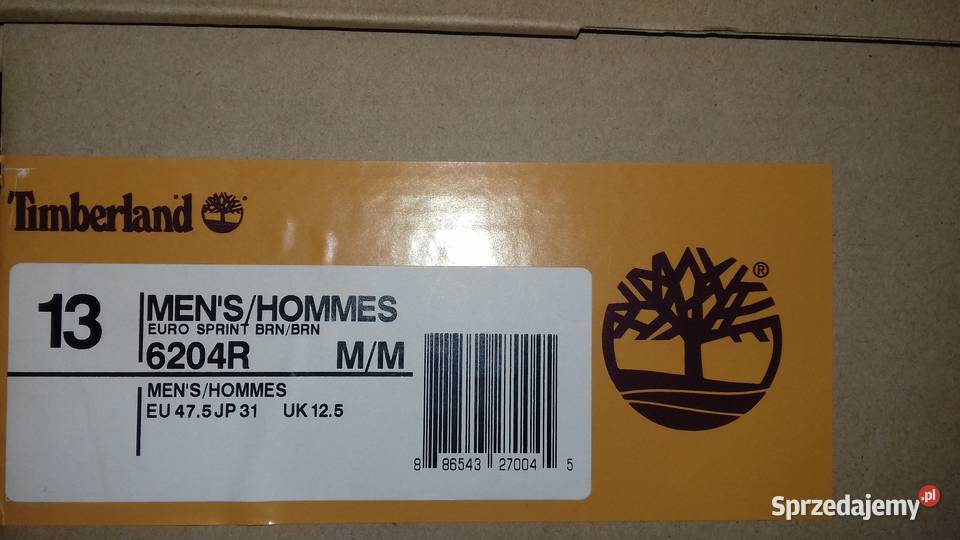 Timberland
®
13
MEN'S/HOMMES
EURO SPRINT BRN/BRN
6204R M/M
MEN'S/HOMMES
EU 47.5 JP 31 UK 12.5
8 86543 27004 5
Sprzedajemy.pl